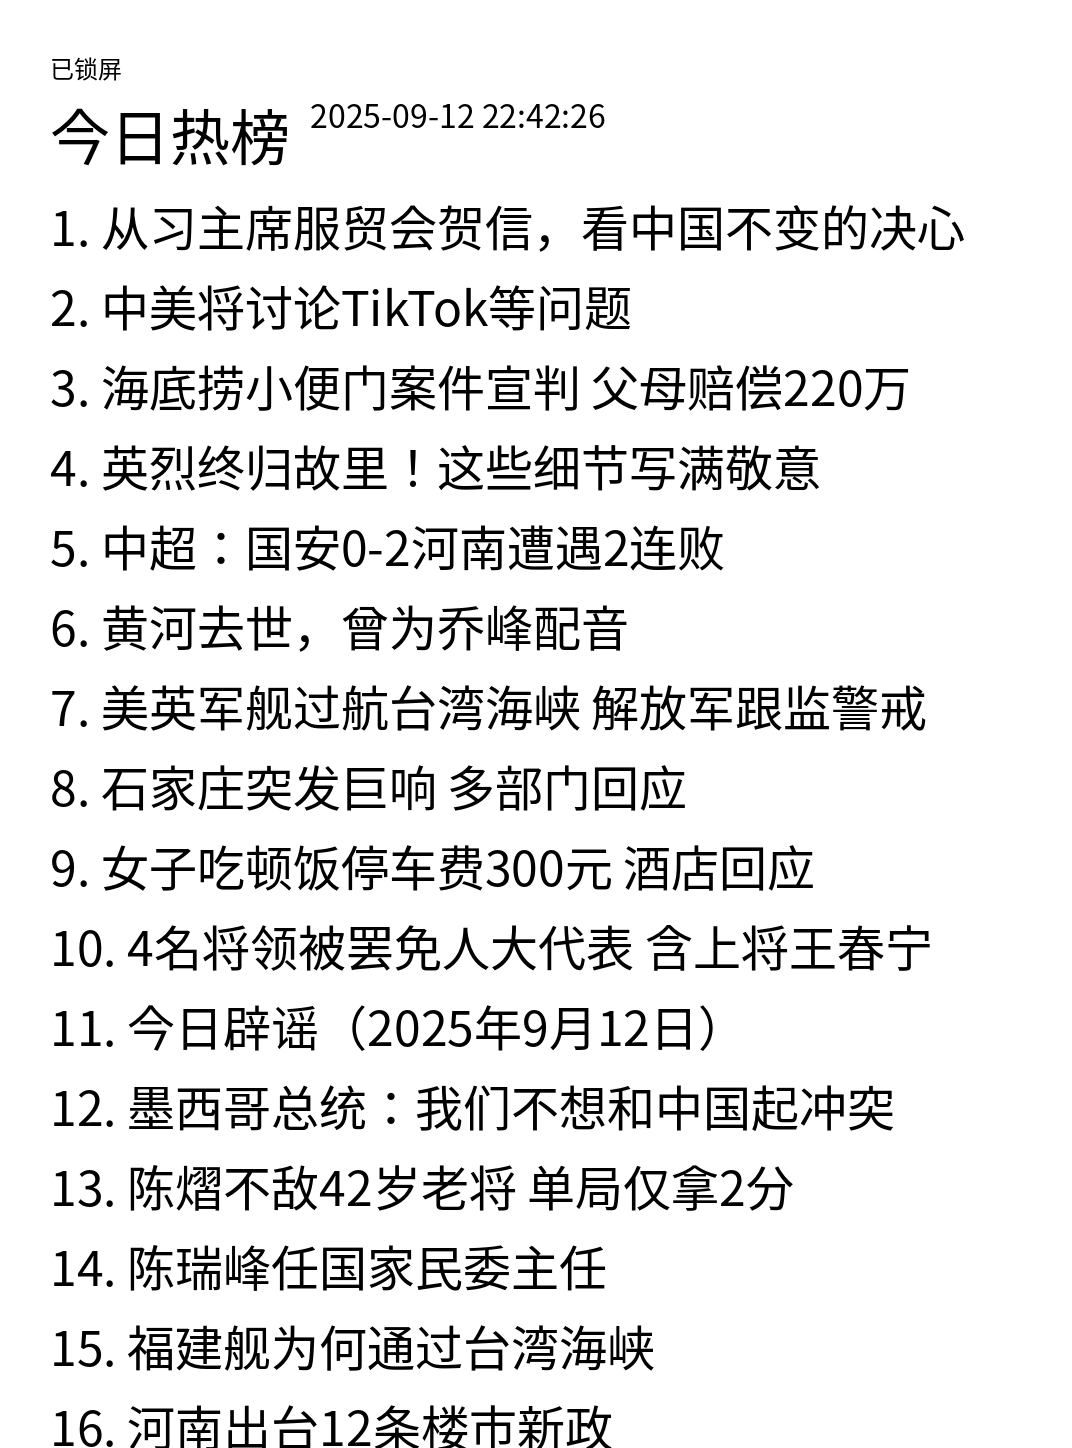 已锁屏
今日热榜 2025-09-12 22:42:26
1. 从习主席服贸会贺信，看中国不变的决心
2. 中美将讨论TikTok等问题
3. 海底捞小便门案件宣判 父母赔偿220万
4. 英烈终归故里！这些细节写满敬意
5. 中超：国安0-2河南遭遇2连败
6. 黄河去世，曾为乔峰配音
7. 美英军舰过航台湾海峡 解放军跟监警戒
8. 石家庄突发巨响 多部门回应
9. 女子吃顿饭停车费300元 酒店回应
10. 4名将领被罢免人大代表 含上将王春宁
11. 今日辟谣（2025年9月12日）
12. 墨西哥总统：我们不想和中国起冲突
13. 陈熠不敌42岁老将 单局仅拿2分
14. 陈瑞峰任国家民委主任
15. 福建舰为何通过台湾海峡
16. 河南出台12条楼市新政